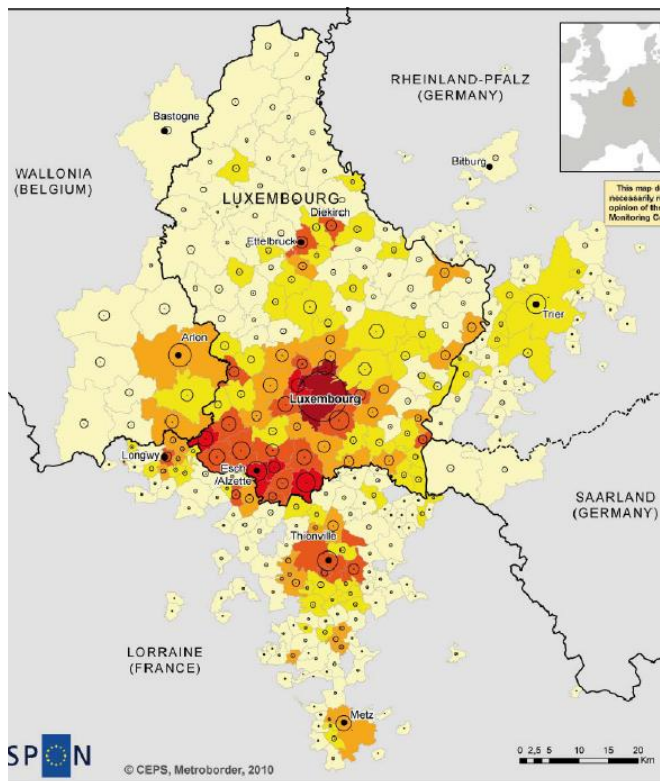 RHEINLAND-PFALZ
(GERMANY)
Bastogne
Bitburg
WALLONIA
(BELGIUM)
LUXEMBOURG
This map d
necessarily r
opinion of the
Monitoring C
Diekirch
Ettelbruck
Trier
Arlon
Luxembourg
Longwy
Esch
/Alzette
SAARLAND
(GERMANY)
Thionville
LORRAINE
(FRANCE)
Metz
SPON
© CEPS, Metroborder, 2010
0 2,5 5 10 15 20
Km